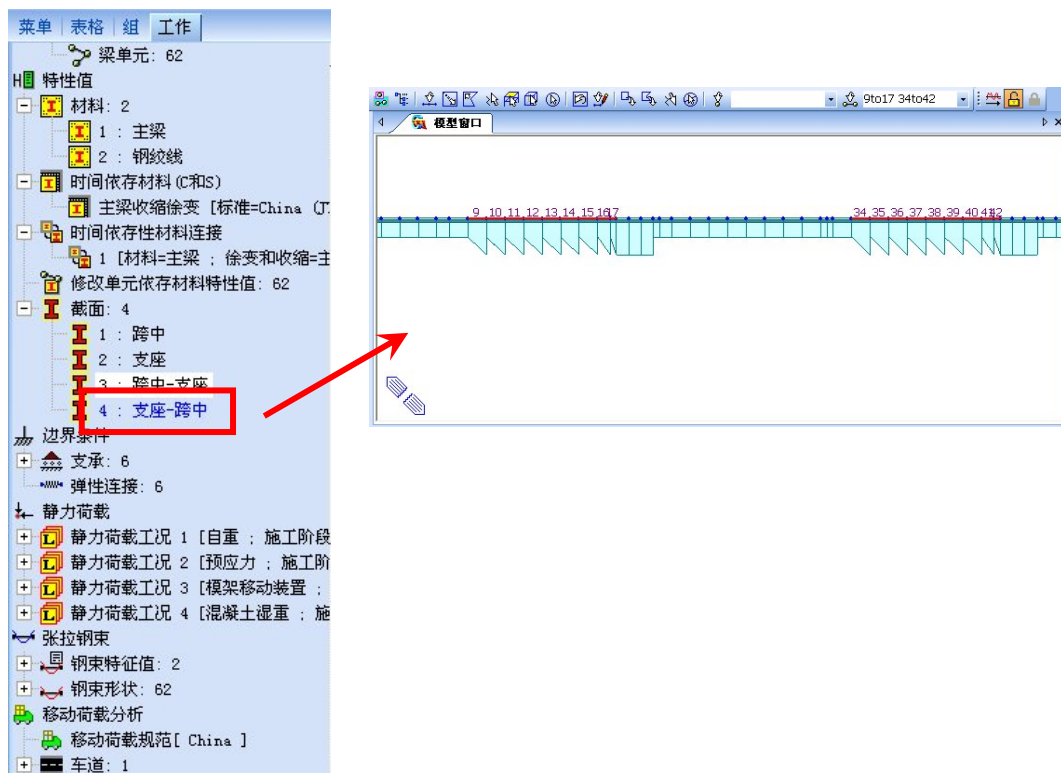 菜单 表格 组 工作
梁单元: 62
特性值
材料: 2
1 : 主梁
2 : 钢绞线
时间依存材料(C和S)
主梁收缩徐变 [标准=China (J
时间依存性材料连接
1 [材料=主梁 ; 徐变和收缩=主
修改单元依存材料特性值: 62
截面: 4
1 : 跨中
2 : 支座
3 : 跨中-支座
4 : 支座-跨中
边界条件
支承: 6
弹性连接: 6
静力荷载
静力荷载工况 1 [自重 ; 施工阶段
静力荷载工况 2 [预应力 ; 施工阶
静力荷载工况 3 [模架移动装置 ;
静力荷载工况 4 [混凝土湿重 ; 施
张拉钢束
钢束特征值: 2
钢束形状: 62
移动荷载分析
移动荷载规范[ China ]
车道: 1
9to17 34to42
模型窗口
9 10 11 12 13 14 15 16 17 34 35 36 37 38 39 40 41 42